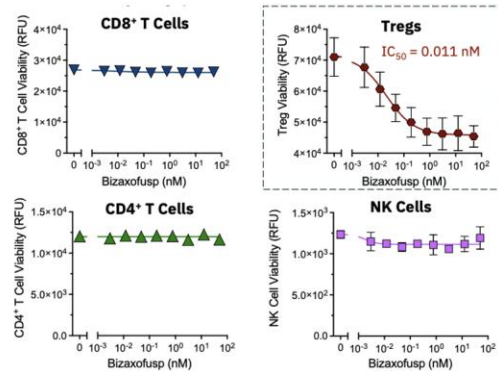 CD8⁺ T Cells
CD8⁺ T Cell Viability (RFU)
4×10⁴
3×10⁴
2×10⁴
1×10⁴
0
0 10⁻³ 10⁻² 10⁻¹ 10⁰ 10¹ 10²
Bizaxofusp (nM)
Tregs
IC₅₀ = 0.011 nM
Treg Viability (RFU)
8×10⁴
7×10⁴
6×10⁴
5×10⁴
4×10⁴
0 10⁻³ 10⁻² 10⁻¹ 10⁰ 10¹ 10²
Bizaxofusp (nM)
CD4⁺ T Cells
CD4⁺ T Cell Viability (RFU)
1.5×10⁴
1.0×10⁴
5.0×10³
0.0
0 10⁻³ 10⁻² 10⁻¹ 10⁰ 10¹ 10²
Bizaxofusp (nM)
NK Cells
NK Cell Viability (RFU)
1.5×10³
1.0×10³
5.0×10²
0.0
0 10⁻³ 10⁻² 10⁻¹ 10⁰ 10¹ 10²
Bizaxofusp (nM)